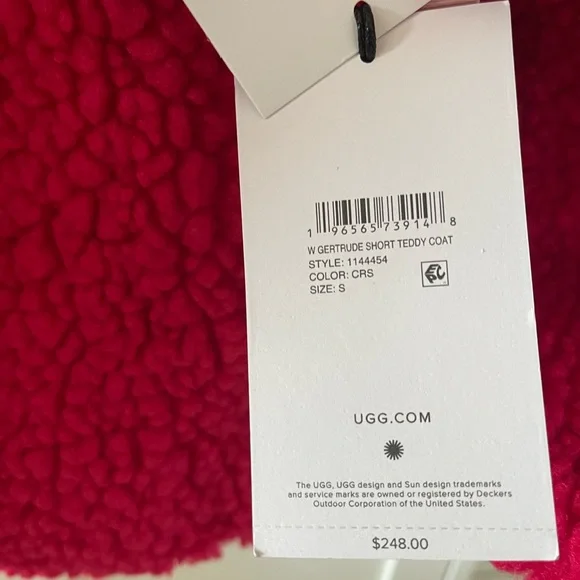 1 96565 73914 8
W GERTRUDE SHORT TEDDY COAT
STYLE: 1144454
COLOR: CRS
SIZE: S
UGG.COM
The UGG, UGG design and Sun design trademarks
and service marks are owned or registered by Deckers
Outdoor Corporation of the United States.
$248.00